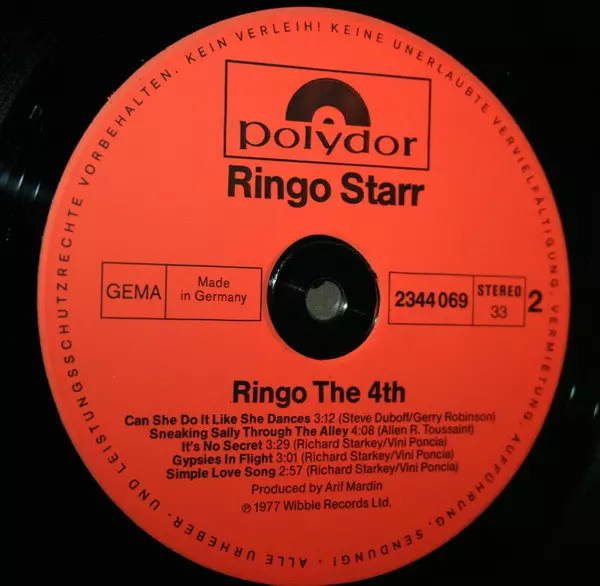 polydor
Ringo Starr
GEMA
Made
in Germany
2344 069
STEREO
33
2
Ringo The 4th
Can She Do It Like She Dances 3:12 (Steve Duboff/Gerry Robinson)
Sneaking Sally Through The Alley 4:08 (Allen R. Toussaint)
It's No Secret 3:29 (Richard Starkey/Vini Poncia)
Gypsies In Flight 3:01 (Richard Starkey/Vini Poncia)
Simple Love Song 2:57 (Richard Starkey/Vini Poncia)
Produced by Arif Mardin
℗ 1977 Wibble Records Ltd.
ALLE URHEBER- UND LEISTUNGSSCHUTZRECHTE VORBEHALTEN. KEIN VERLEIH! KEINE UNERLAUBTE VERVIELFÄLTIGUNG, VERMIETUNG, AUFFÜHRUNG, SENDUNG!